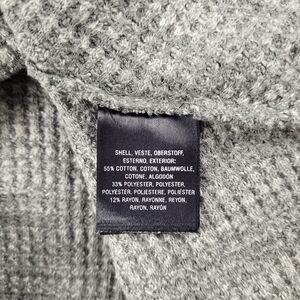 SHELL, VESTE, OBERSTOFF,
ESTERNO, EXTERIOR:
55% COTTON, COTON, BAUMWOLLE,
COTONE, ALGODÓN
33% POLYESTER, POLYESTER,
POLYESTER, POLIESTERE, POLIÉSTER
12% RAYON, RAYONNE, REYON,
RAYON, RAYÓN